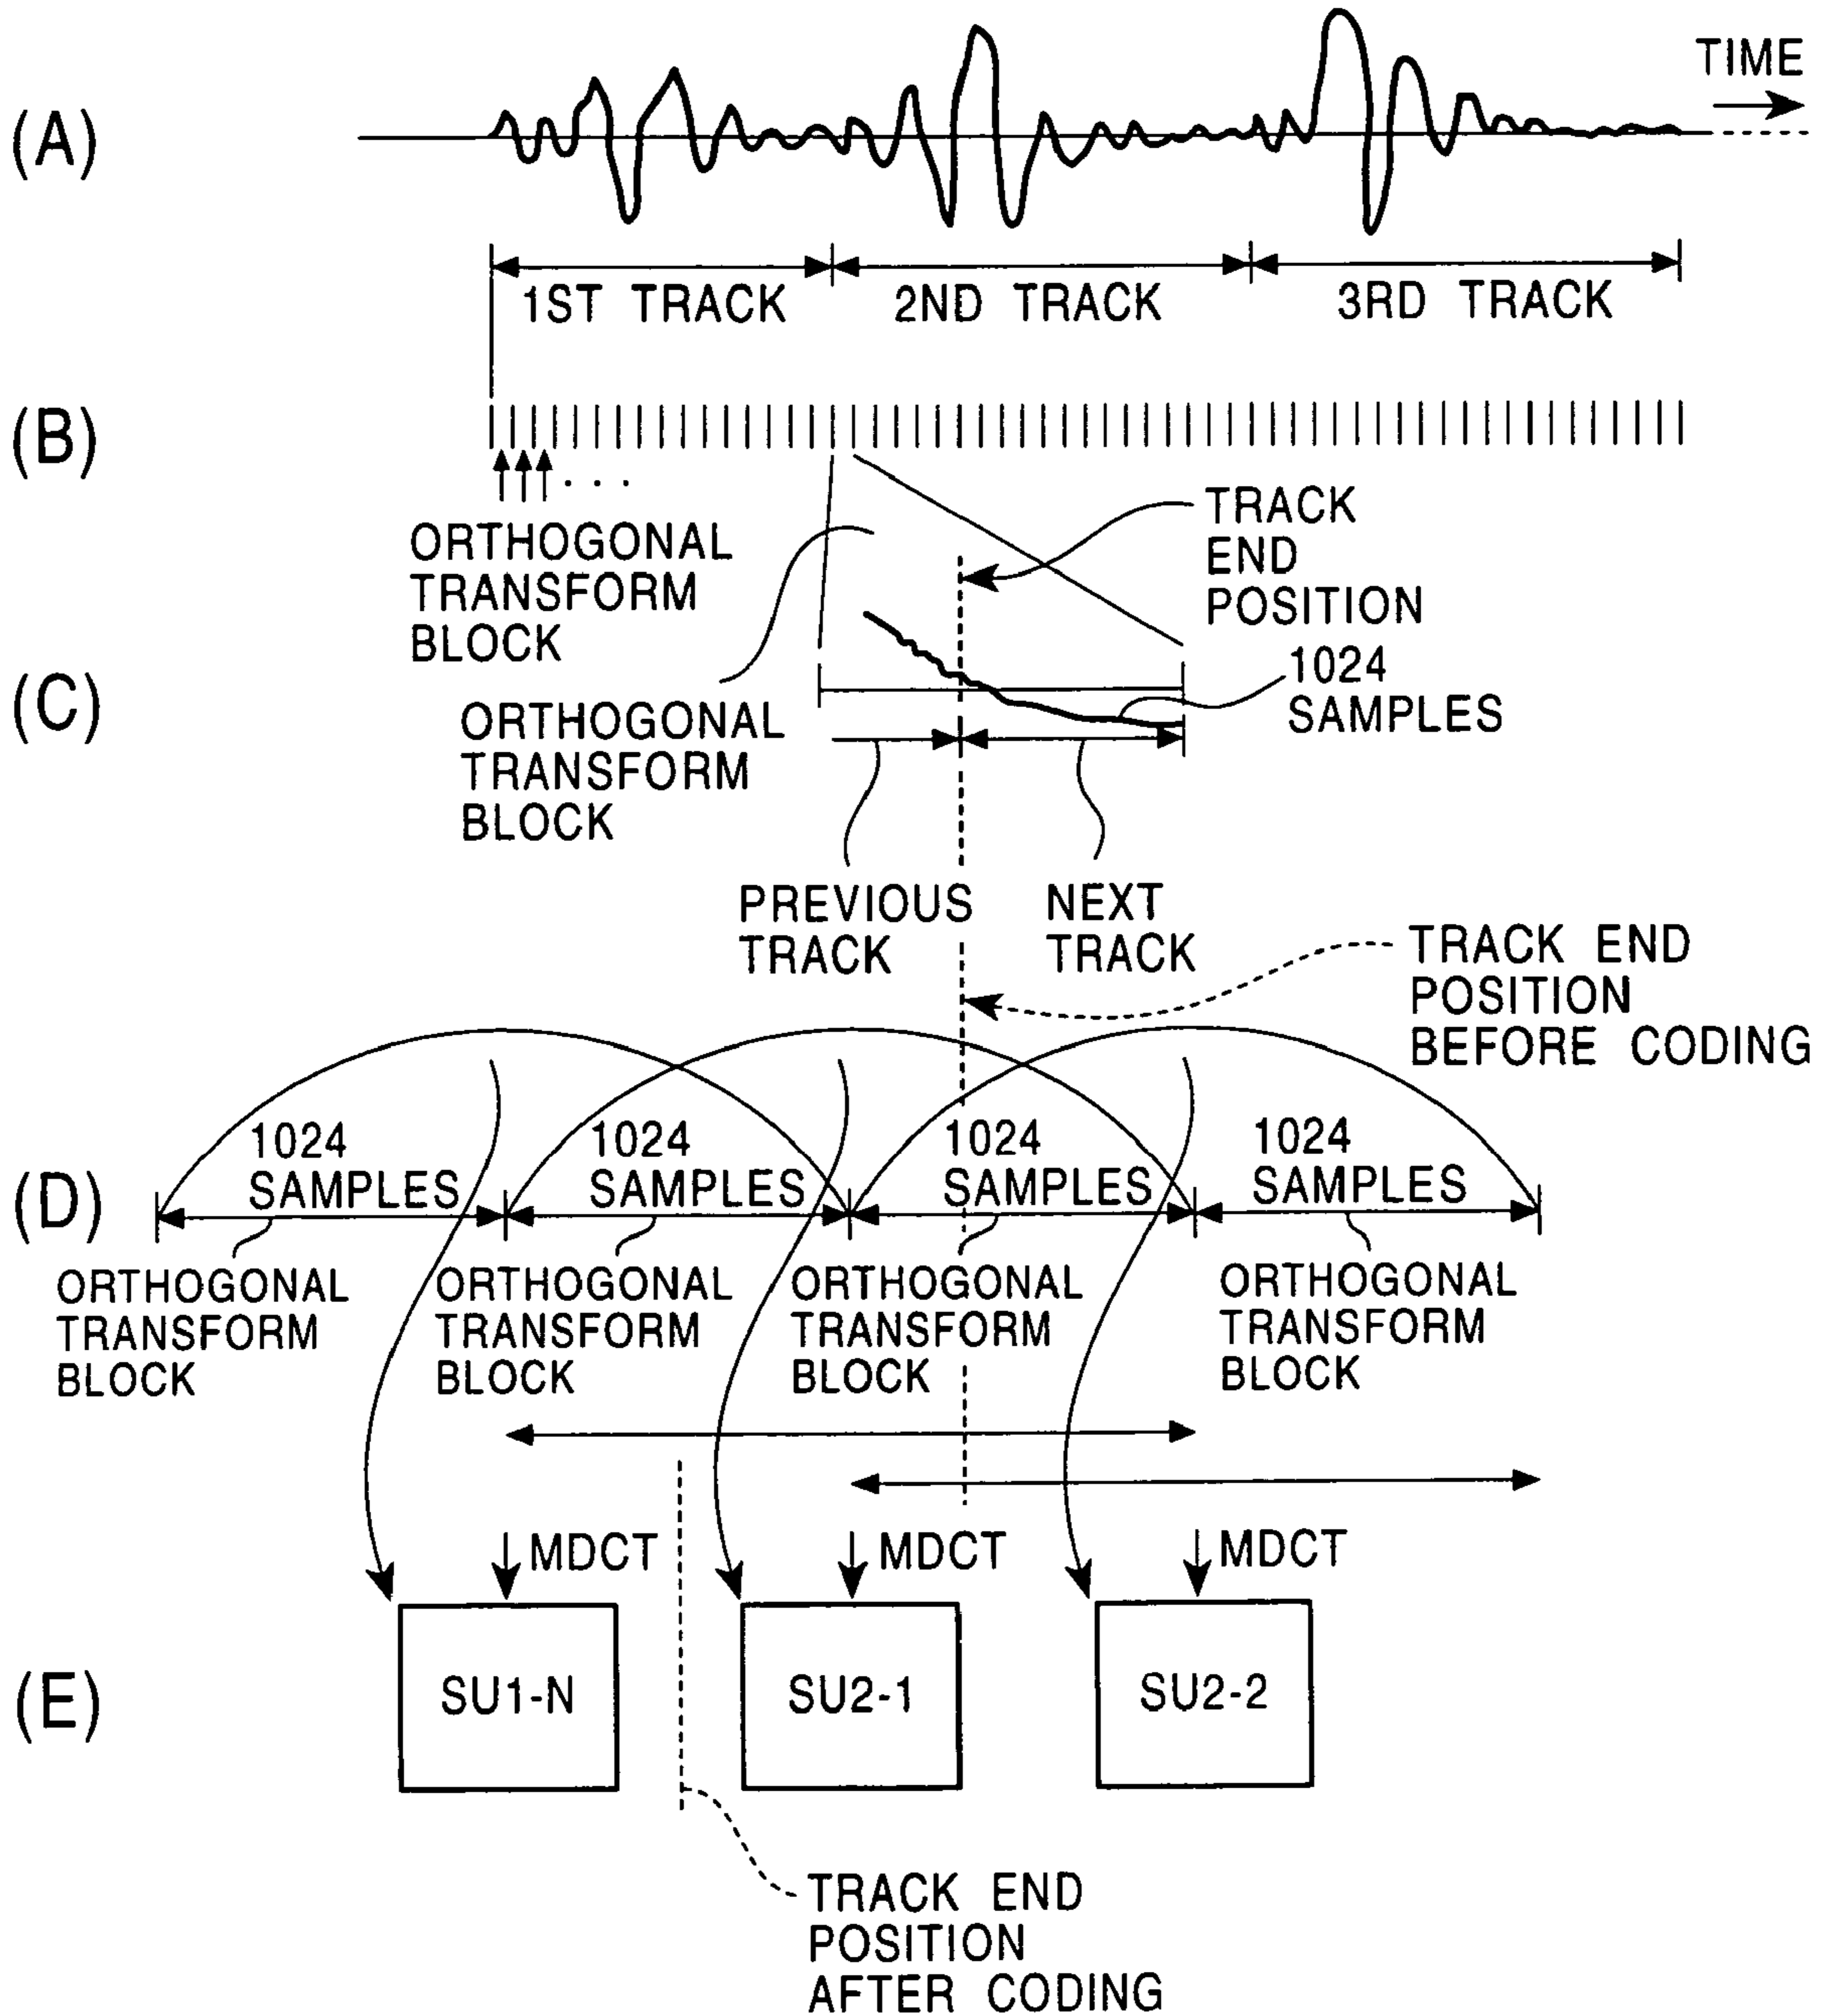 TIME
(A)
1ST TRACK
2ND TRACK
3RD TRACK
(B)
. . .
ORTHOGONAL
TRANSFORM
BLOCK
TRACK
END
POSITION
(C)
1024
SAMPLES
ORTHOGONAL
TRANSFORM
BLOCK
PREVIOUS
TRACK
NEXT
TRACK
TRACK END
POSITION
BEFORE CODING
(D)
1024
SAMPLES
1024
SAMPLES
1024
SAMPLES
1024
SAMPLES
ORTHOGONAL
TRANSFORM
BLOCK
ORTHOGONAL
TRANSFORM
BLOCK
ORTHOGONAL
TRANSFORM
BLOCK
ORTHOGONAL
TRANSFORM
BLOCK
MDCT
MDCT
MDCT
(E)
SU1-N
SU2-1
SU2-2
TRACK END
POSITION
AFTER CODING